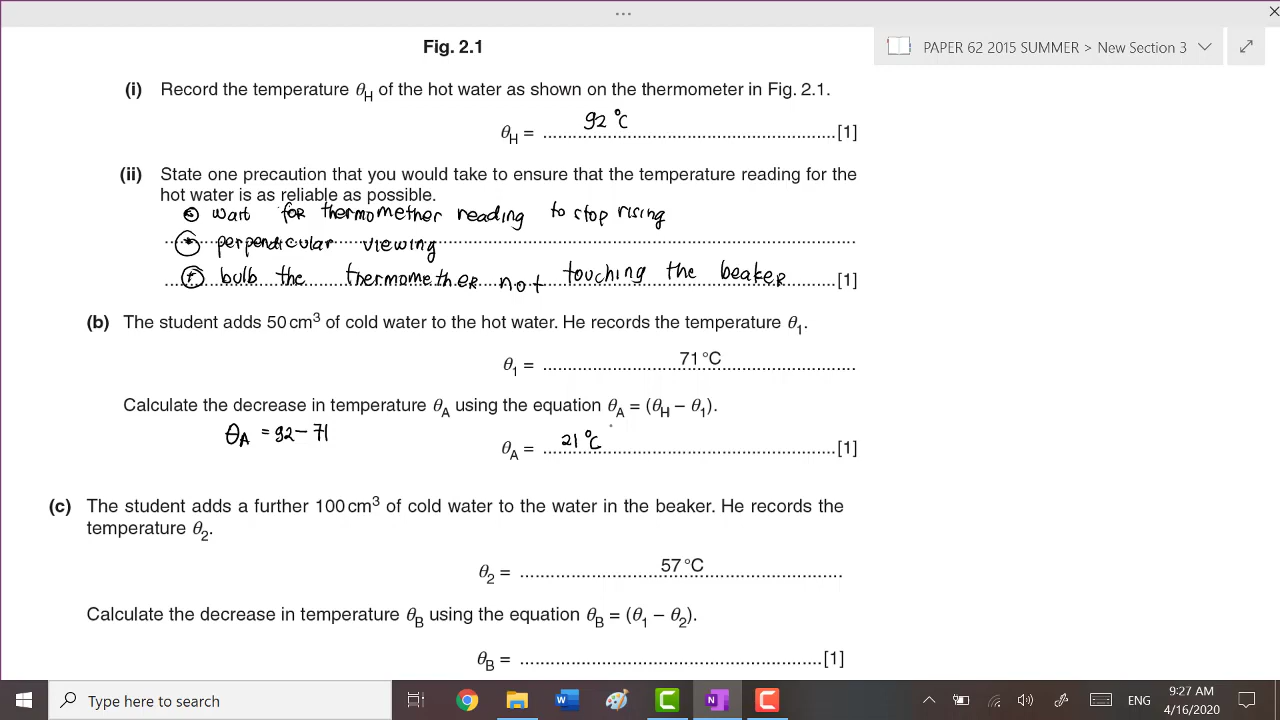 PAPER 62 2015 SUMMER > New Section 3
Fig. 2.1
(i) Record the temperature θH of the hot water as shown on the thermometer in Fig. 2.1.
θH = 92 °C [1]
(ii) State one precaution that you would take to ensure that the temperature reading for the
hot water is as reliable as possible.
wait for thermomether reading to stop rising
perpendicular viewing
bulb the thermomether not touching the beaker [1]
(b) The student adds 50 cm³ of cold water to the hot water. He records the temperature θ1.
θ1 = 71 °C
Calculate the decrease in temperature θA using the equation θA = (θH – θ1).
θA = 92 – 71
θA = 21 °C [1]
(c) The student adds a further 100 cm³ of cold water to the water in the beaker. He records the
temperature θ2.
θ2 = 57 °C
Calculate the decrease in temperature θB using the equation θB = (θ1 – θ2).
θB = [1]
Type here to search
ENG
9:27 AM
4/16/2020